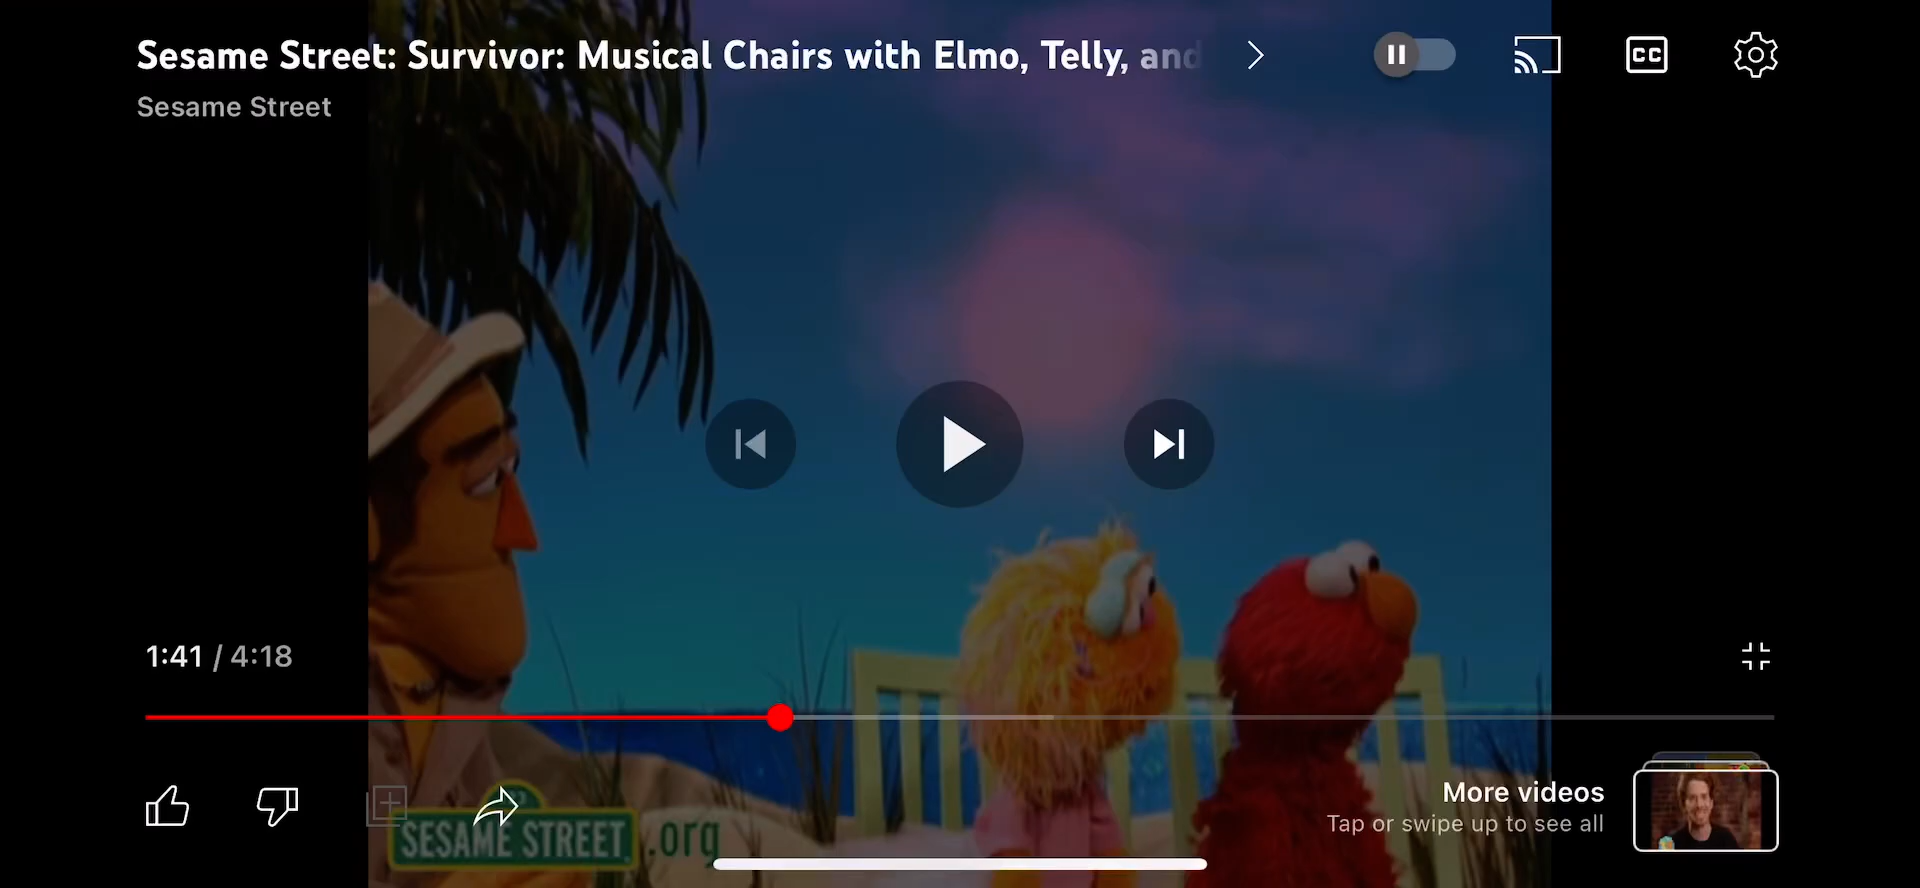 Sesame Street: Survivor: Musical Chairs with Elmo, Telly, and
Sesame Street
CC
1:41 / 4:18
More videos
Tap or swipe up to see all
SESAME STREET.org